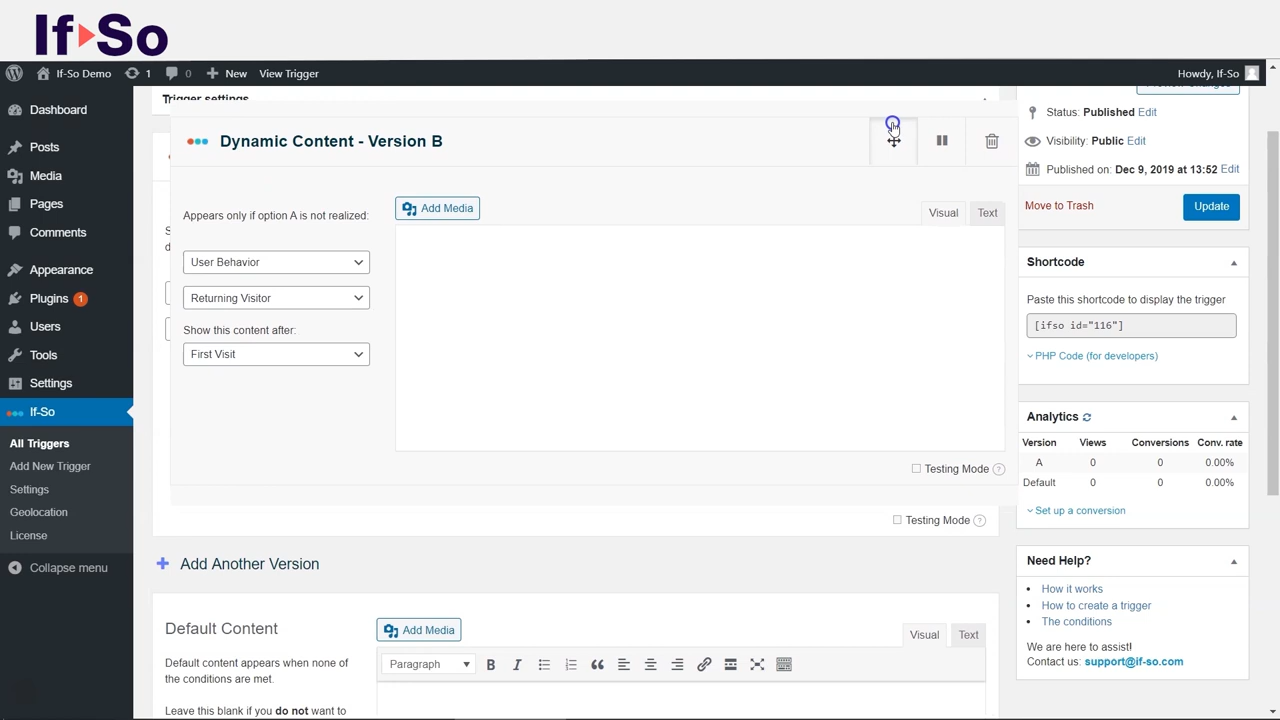 If So
If-So Demo 1 0 New View Trigger Howdy, If-So
Dashboard
Posts
Media
Pages
Comments
Appearance
Plugins 1
Users
Tools
Settings
If-So
All Triggers
Add New Trigger
Settings
Geolocation
License
Collapse menu
Trigger settings
Dynamic Content - Version B
Appears only if option A is not realized:
User Behavior
Returning Visitor
Show this content after:
First Visit
Add Media
Visual Text
Testing Mode ?
Testing Mode ?
Add Another Version
Default Content
Default content appears when none of
the conditions are met.
Leave this blank if you do not want to
Add Media
Visual Text
Paragraph B I
Status: Published Edit
Visibility: Public Edit
Published on: Dec 9, 2019 at 13:52 Edit
Move to Trash Update
Shortcode
Paste this shortcode to display the trigger
[ifso id="116"]
PHP Code (for developers)
Analytics
Version Views Conversions Conv. rate
A 0 0 0.00%
Default 0 0 0.00%
Set up a conversion
Need Help?
How it works
How to create a trigger
The conditions
We are here to assist!
Contact us: support@if-so.com